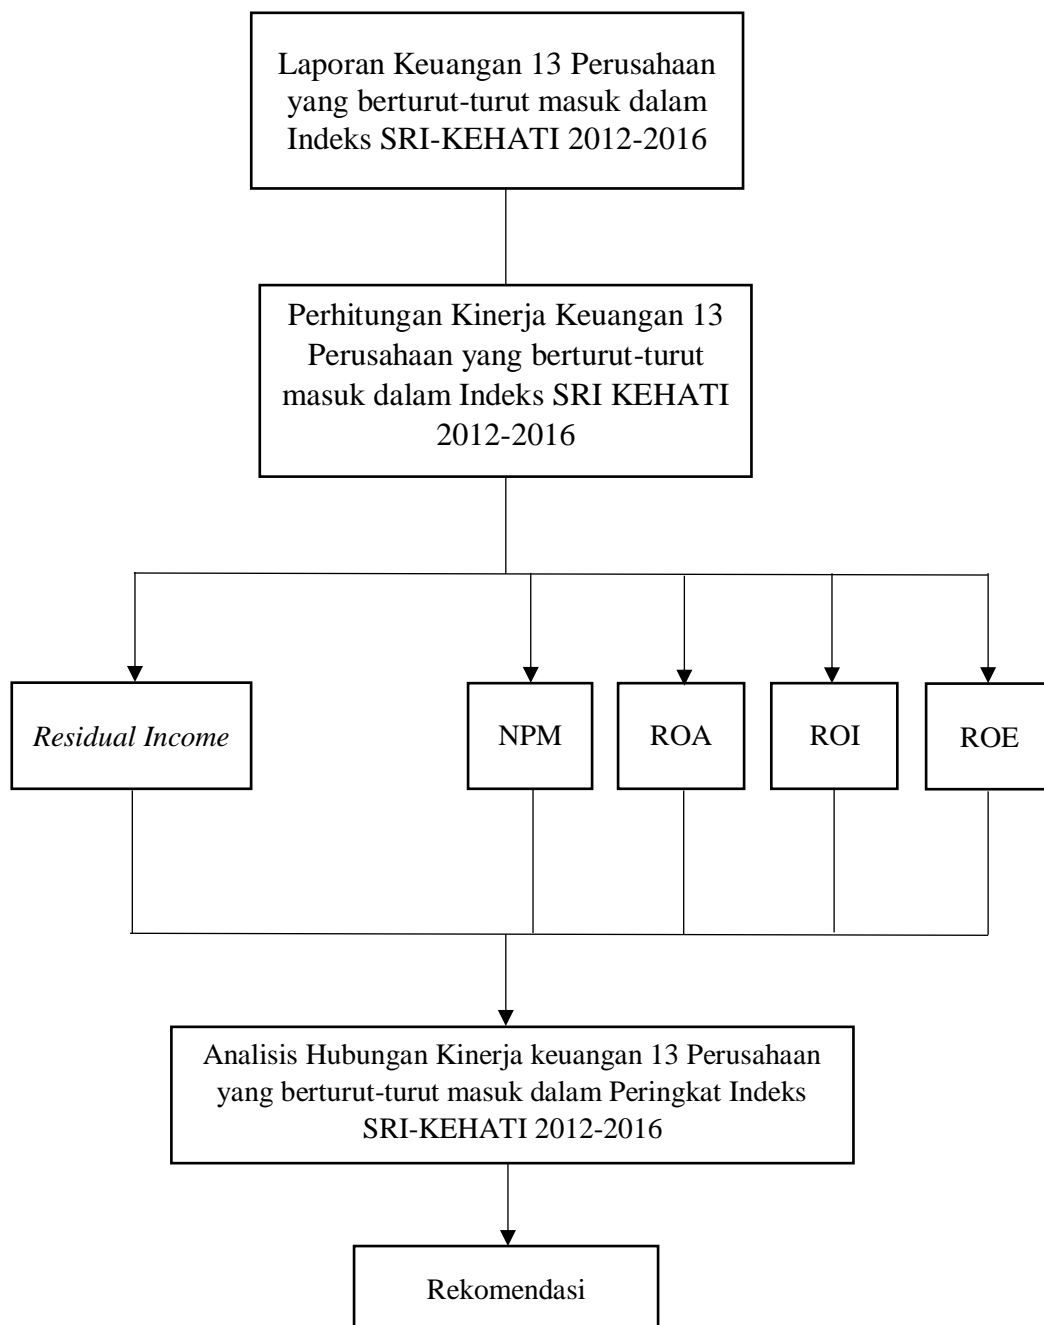 Laporan Keuangan 13 Perusahaan
yang berturut-turut masuk dalam
Indeks SRI-KEHATI 2012-2016
Perhitungan Kinerja Keuangan 13
Perusahaan yang berturut-turut
masuk dalam Indeks SRI KEHATI
2012-2016
Residual Income
NPM
ROA
ROI
ROE
Analisis Hubungan Kinerja keuangan 13 Perusahaan
yang berturut-turut masuk dalam Peringkat Indeks
SRI-KEHATI 2012-2016
Rekomendasi